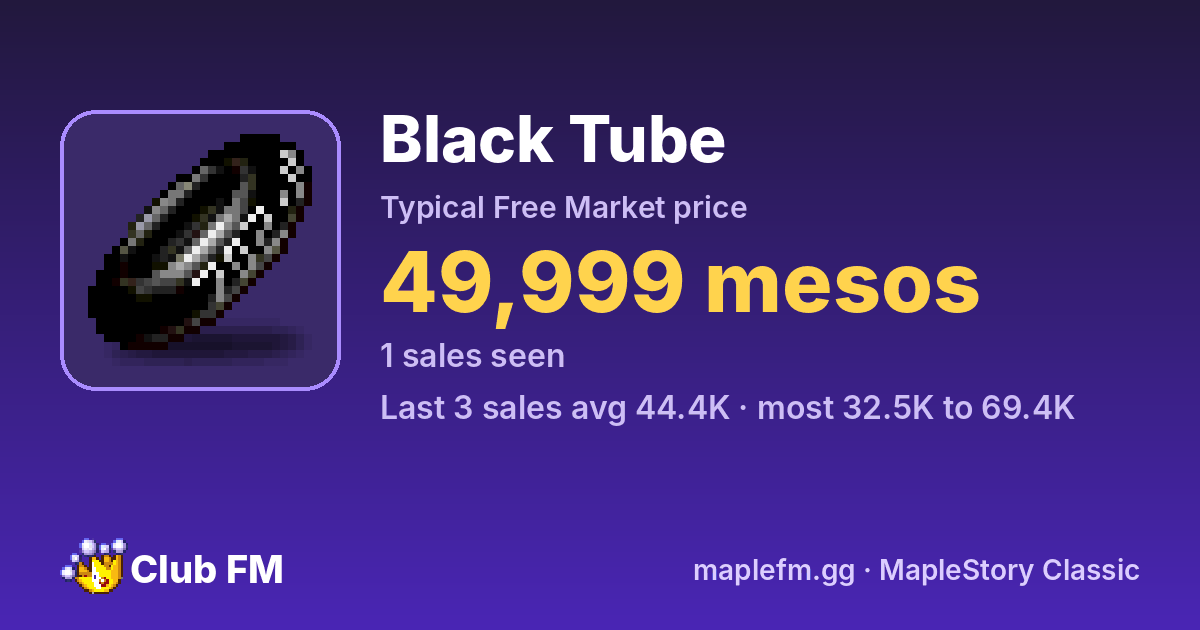 Black Tube
Typical Free Market price
49,999 mesos
1 sales seen
Last 3 sales avg 44.4K · most 32.5K to 69.4K
Club FM
maplefm.gg · MapleStory Classic